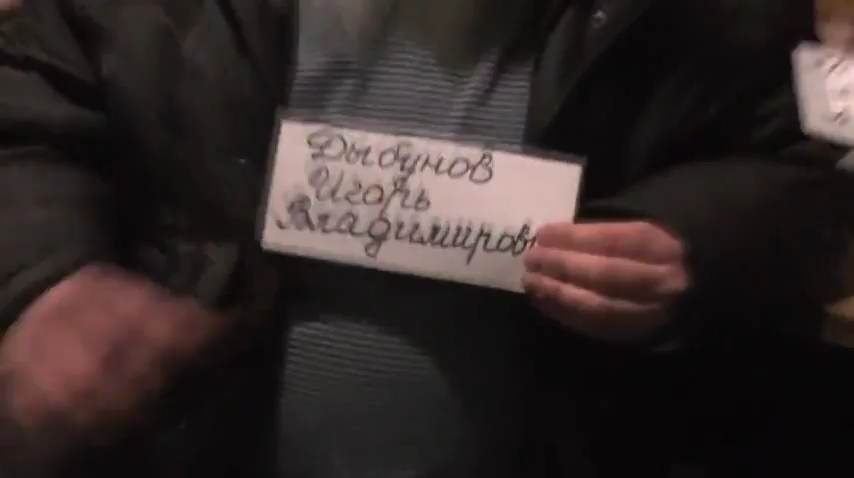 Дыбунов
Игорь
Владимиров